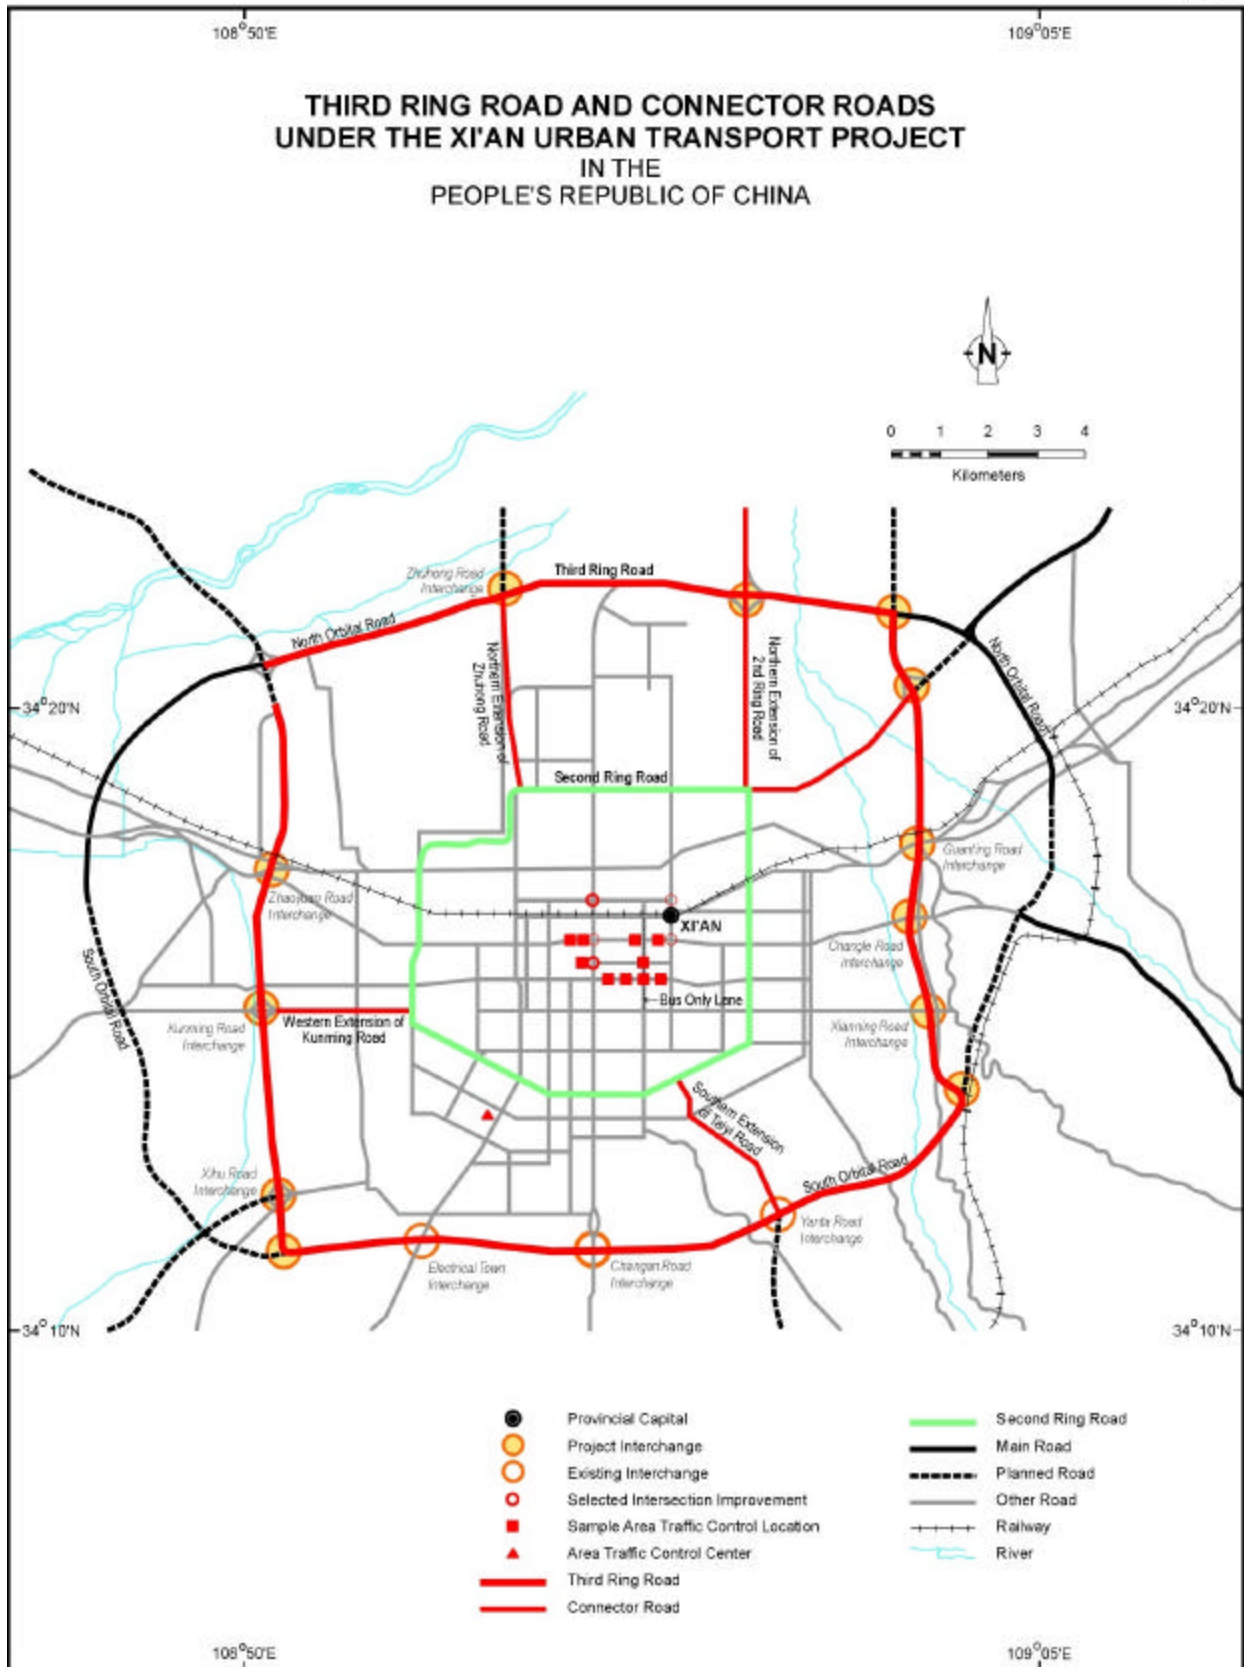 108°50'E
109°05'E
THIRD RING ROAD AND CONNECTOR ROADS
UNDER THE XI'AN URBAN TRANSPORT PROJECT
IN THE
PEOPLE'S REPUBLIC OF CHINA
N
0 1 2 3 4
Kilometers
Zhuhong Road
Interchange
Third Ring Road
North Orbital Road
Northern Extension of
Zhuhong Road
Northern Extension of
2nd Ring Road
North Orbital Road
34°20'N
34°20'N
Second Ring Road
Guanting Road
Interchange
Zhaojuan Road
Interchange
XI'AN
Changle Road
Interchange
South Orbital Road
Bus Only Lane
Kunming Road
Interchange
Western Extension of
Kunming Road
Xianning Road
Interchange
Southern Extension
of Taiyi Road
South Orbital Road
Xihu Road
Interchange
Yanta Road
Interchange
Electrical Town
Interchange
Changan Road
Interchange
34°10'N
34°10'N
Provincial Capital
Project Interchange
Existing Interchange
Selected Intersection Improvement
Sample Area Traffic Control Location
Area Traffic Control Center
Third Ring Road
Connector Road
Second Ring Road
Main Road
Planned Road
Other Road
Railway
River
108°50'E
109°05'E